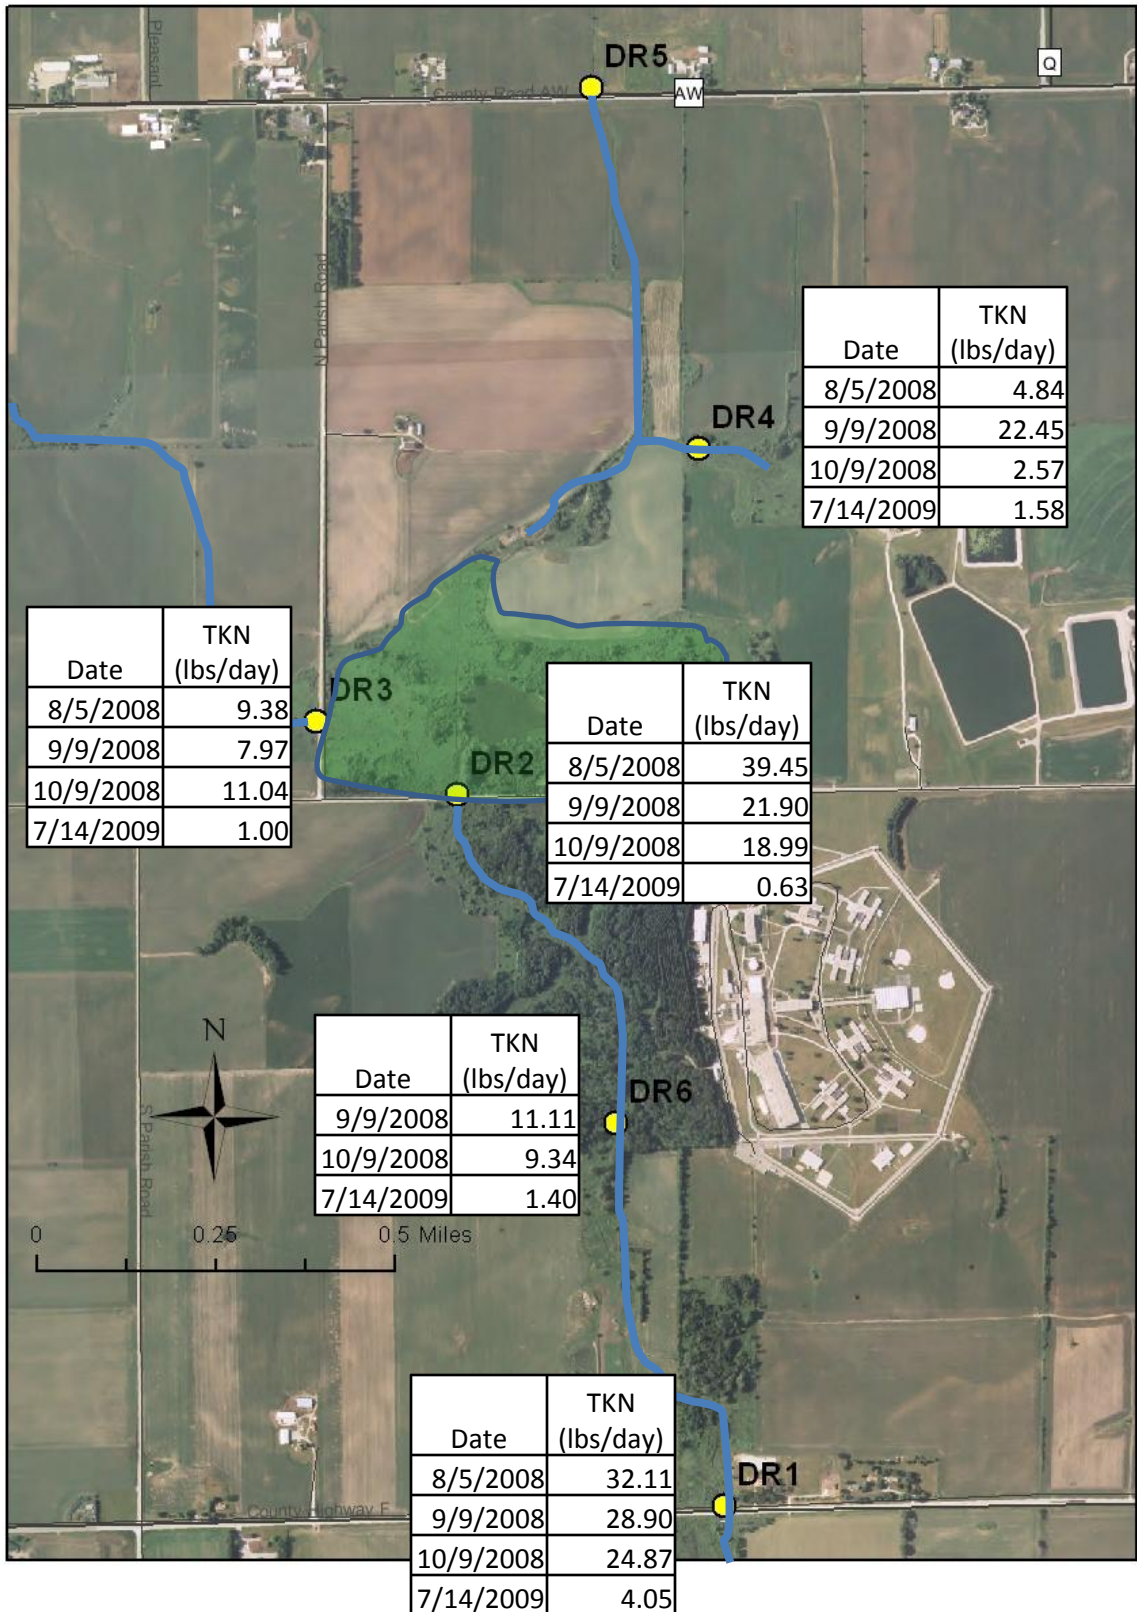 Pleasant
DR5
Q
County Road AW
AW
N Parish Road
Date TKN (lbs/day)
8/5/2008 4.84
9/9/2008 22.45
10/9/2008 2.57
7/14/2009 1.58
DR4
Date TKN (lbs/day)
8/5/2008 9.38
9/9/2008 7.97
10/9/2008 11.04
7/14/2009 1.00
DR3
DR2
Date TKN (lbs/day)
8/5/2008 39.45
9/9/2008 21.90
10/9/2008 18.99
7/14/2009 0.63
N
S Parish Road
Date TKN (lbs/day)
9/9/2008 11.11
10/9/2008 9.34
7/14/2009 1.40
DR6
0 0.25 0.5 Miles
Date TKN (lbs/day)
8/5/2008 32.11
9/9/2008 28.90
10/9/2008 24.87
7/14/2009 4.05
DR1
County Highway F